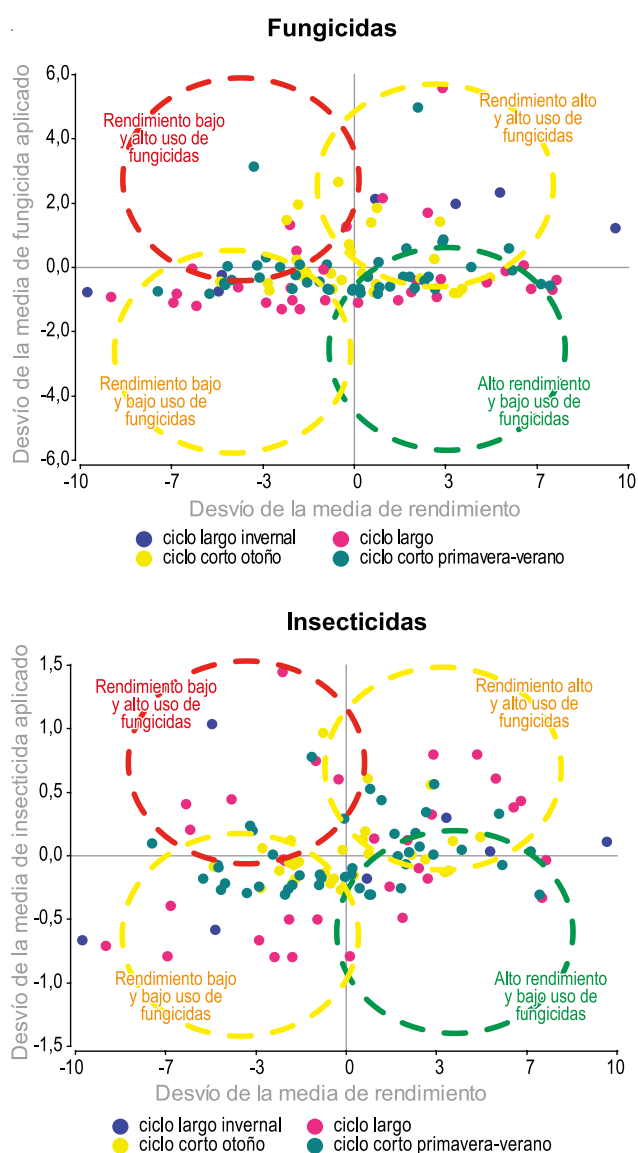 Fungicidas
Desvío de la media de fungicida aplicado
6,0
4,0
2,0
0,0
-2,0
-4,0
-6,0
Rendimiento bajo
y alto uso de
fungicidas
Rendimiento alto
y alto uso de
fungicidas
Rendimiento bajo
y bajo uso de
fungicidas
Alto rendimiento
y bajo uso de
fungicidas
-10 -7 -3 0 3 7 10
Desvío de la media de rendimiento
ciclo largo invernal ciclo largo
ciclo corto otoño ciclo corto primavera-verano
Insecticidas
Desvío de la media de insecticida aplicado
1,5
1,0
0,5
0,0
-0,5
-1,0
-1,5
Rendimiento bajo
y alto uso de
fungicidas
Rendimiento alto
y alto uso de
fungicidas
Rendimiento bajo
y bajo uso de
fungicidas
Alto rendimiento
y bajo uso de
fungicidas
-10 -7 -3 0 3 7 10
Desvío de la media de rendimiento
ciclo largo invernal ciclo largo
ciclo corto otoño ciclo corto primavera-verano